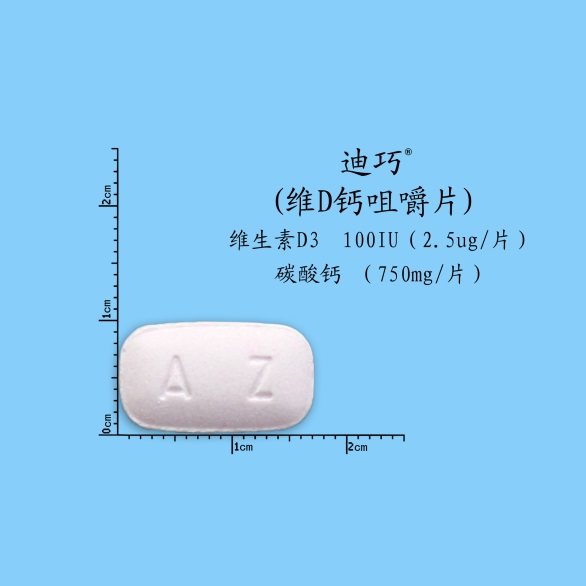 迪巧®
(维D钙咀嚼片)
维生素D3 100IU(2.5ug/片)
碳酸钙 (750mg/片)
2cm
1cm
0cm
A Z
1cm
2cm